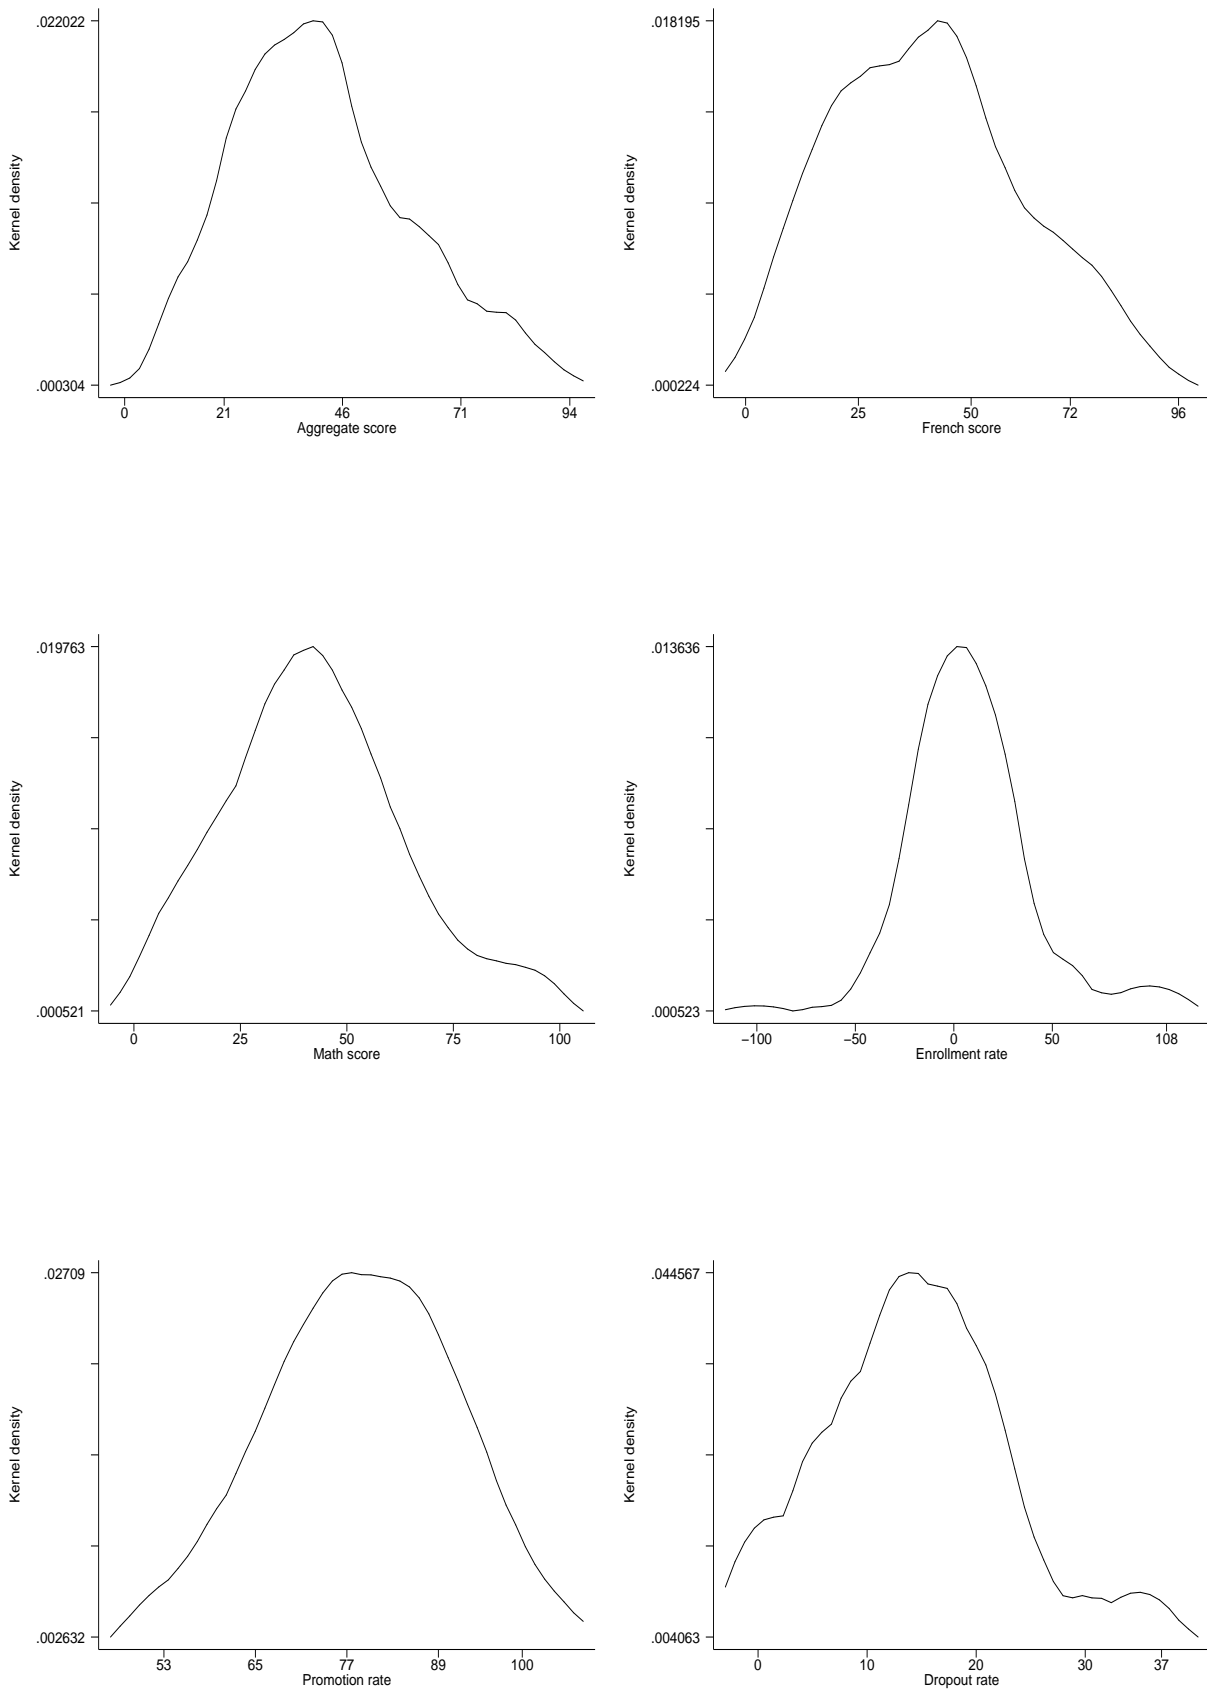 .022022
Kernel density
.000304
0 21 46 71 94
Aggregate score
.018195
Kernel density
.000224
0 25 50 72 96
French score
.019763
Kernel density
.000521
0 25 50 75 100
Math score
.013636
Kernel density
.000523
−100 −50 0 50 108
Enrollment rate
.02709
Kernel density
.002632
53 65 77 89 100
Promotion rate
.044567
Kernel density
.004063
0 10 20 30 37
Dropout rate